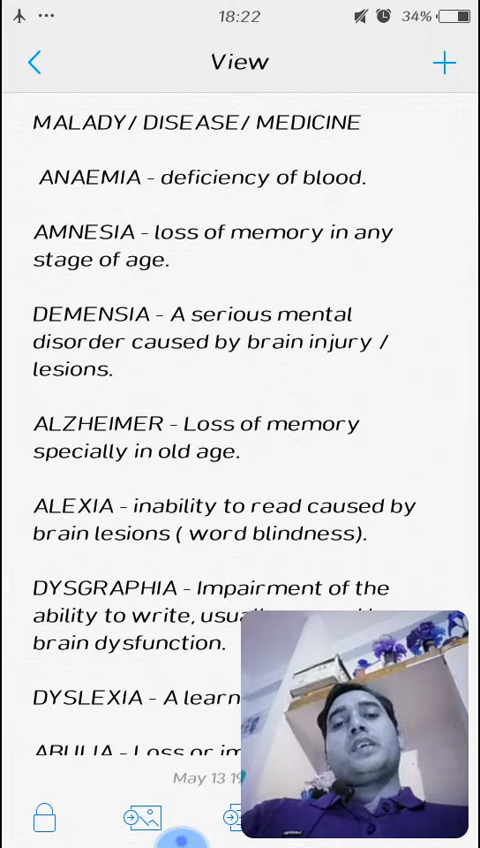 18:22
34%
View
MALADY/ DISEASE/ MEDICINE
ANAEMIA - deficiency of blood.
AMNESIA - loss of memory in any
stage of age.
DEMENSIA - A serious mental
disorder caused by brain injury /
lesions.
ALZHEIMER - Loss of memory
specially in old age.
ALEXIA - inability to read caused by
brain lesions ( word blindness).
DYSGRAPHIA - Impairment of the
ability to write,
brain dysfunction.
DYSLEXIA - A
ABULIA - Loss or
May 13